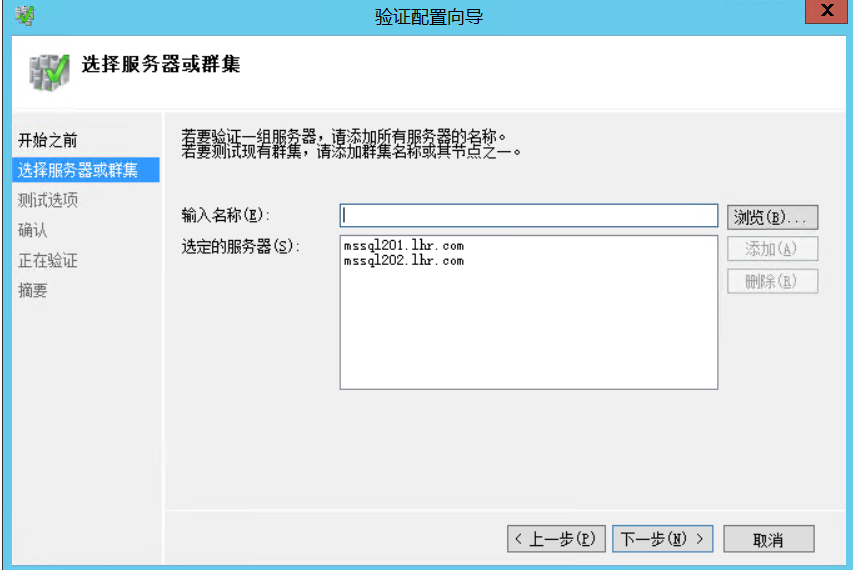 验证配置向导
选择服务器或群集
开始之前
选择服务器或群集
测试选项
确认
正在验证
摘要
若要验证一组服务器，请添加所有服务器的名称。
若要测试现有群集，请添加群集名称或其节点之一。
输入名称(E):
浏览(B)...
选定的服务器(S):
mssql201.lhr.com
mssql202.lhr.com
添加(A)
删除(R)
< 上一步(P)
下一步(N) >
取消